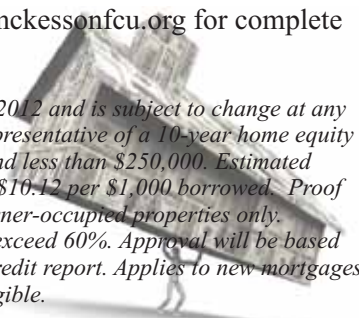 mckessonfcu.org for complete
2012 and is subject to change at any
presentative of a 10-year home equity
nd less than $250,000. Estimated
$10.12 per $1,000 borrowed. Proof
ner-occupied properties only.
exceed 60%. Approval will be based
redit report. Applies to new mortgages
gible.